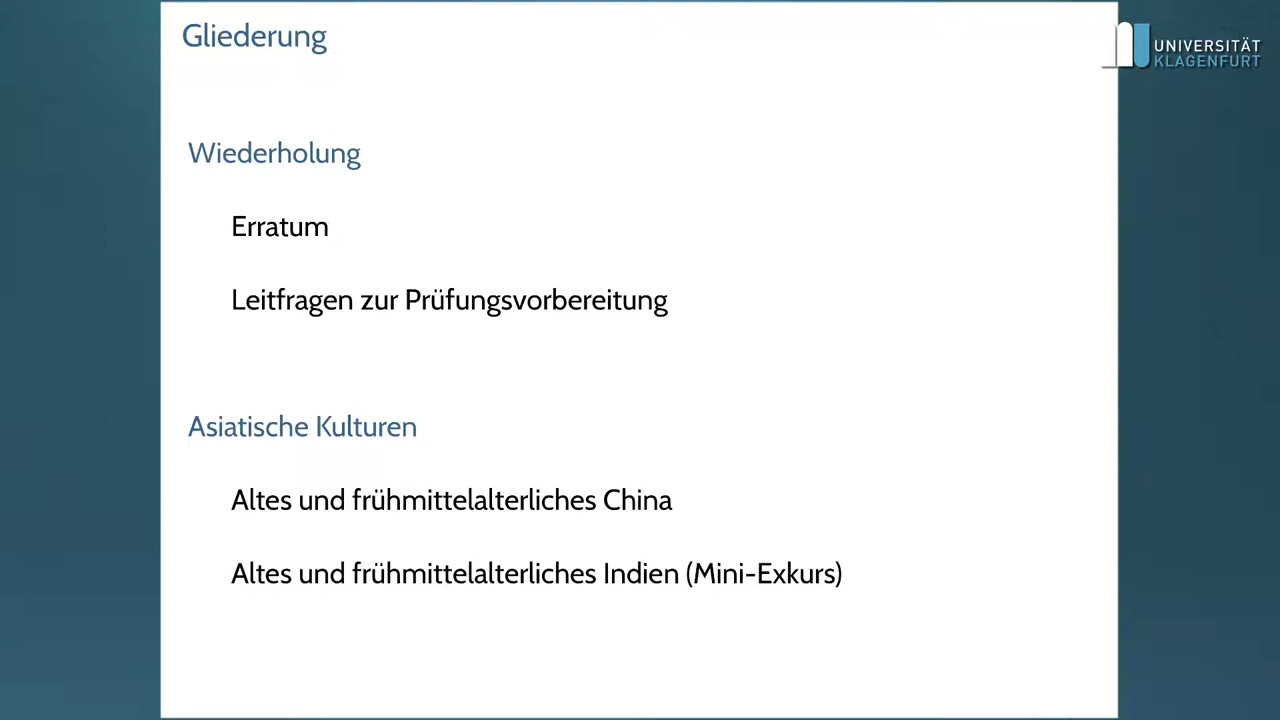 Gliederung
UNIVERSITÄT
KLAGENFURT
Wiederholung
Erratum
Leitfragen zur Prüfungsvorbereitung
Asiatische Kulturen
Altes und frühmittelalterliches China
Altes und frühmittelalterliches Indien (Mini-Exkurs)